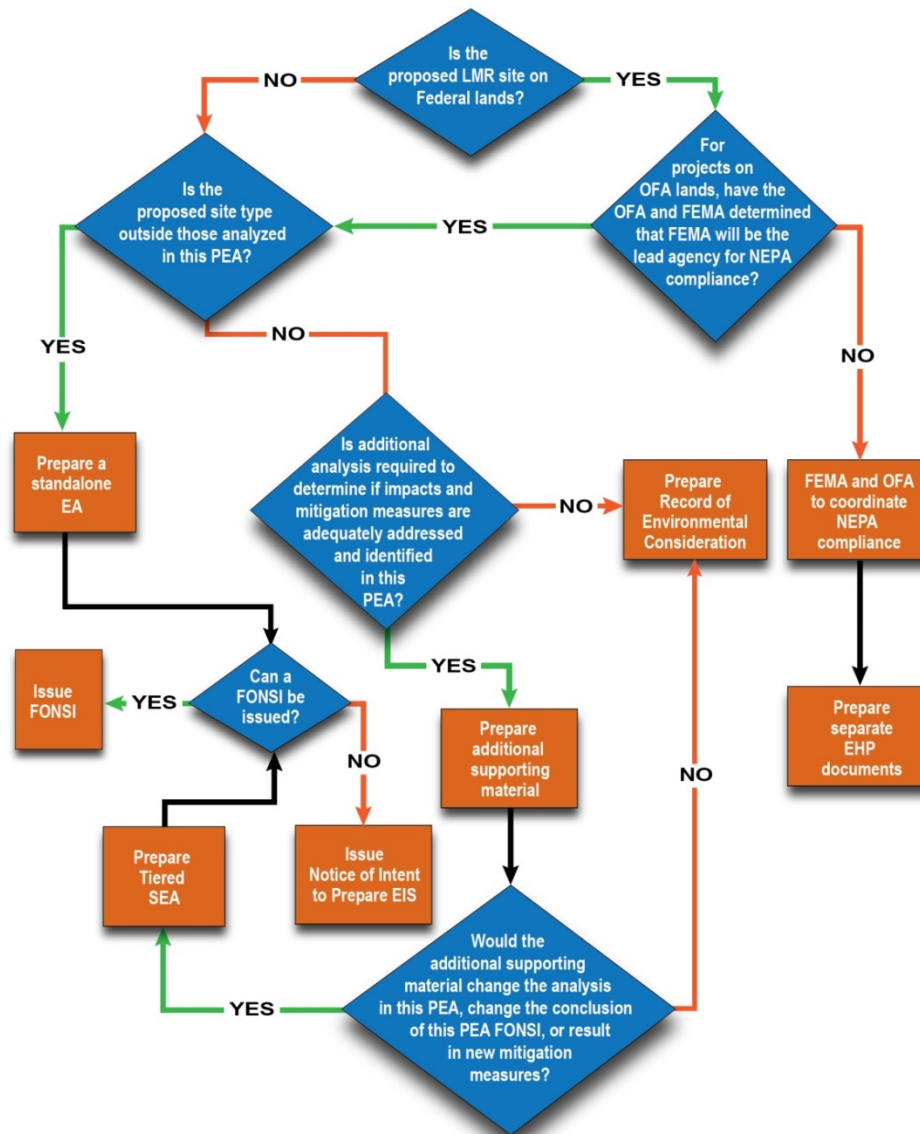 Is the
proposed LMR site on
Federal lands?
NO
YES
For
projects on
OFA lands, have the
OFA and FEMA determined
that FEMA will be the
lead agency for NEPA
compliance?
Is the
proposed site type
outside those analyzed
in this PEA?
YES
YES
NO
NO
Prepare a
standalone
EA
Is additional
analysis required to
determine if impacts and
mitigation measures are
adequately addressed
and identified
in this
PEA?
NO
Prepare
Record of
Environmental
Consideration
FEMA and OFA
to coordinate
NEPA
compliance
Issue
FONSI
YES
Can a
FONSI be
issued?
NO
YES
Prepare
additional
supporting
material
NO
Prepare
separate
EHP
documents
Prepare
Tiered
SEA
Issue
Notice of Intent
to Prepare EIS
YES
Would the
additional supporting
material change the analysis
in this PEA, change the conclusion
of this PEA FONSI, or result
in new mitigation
measures?